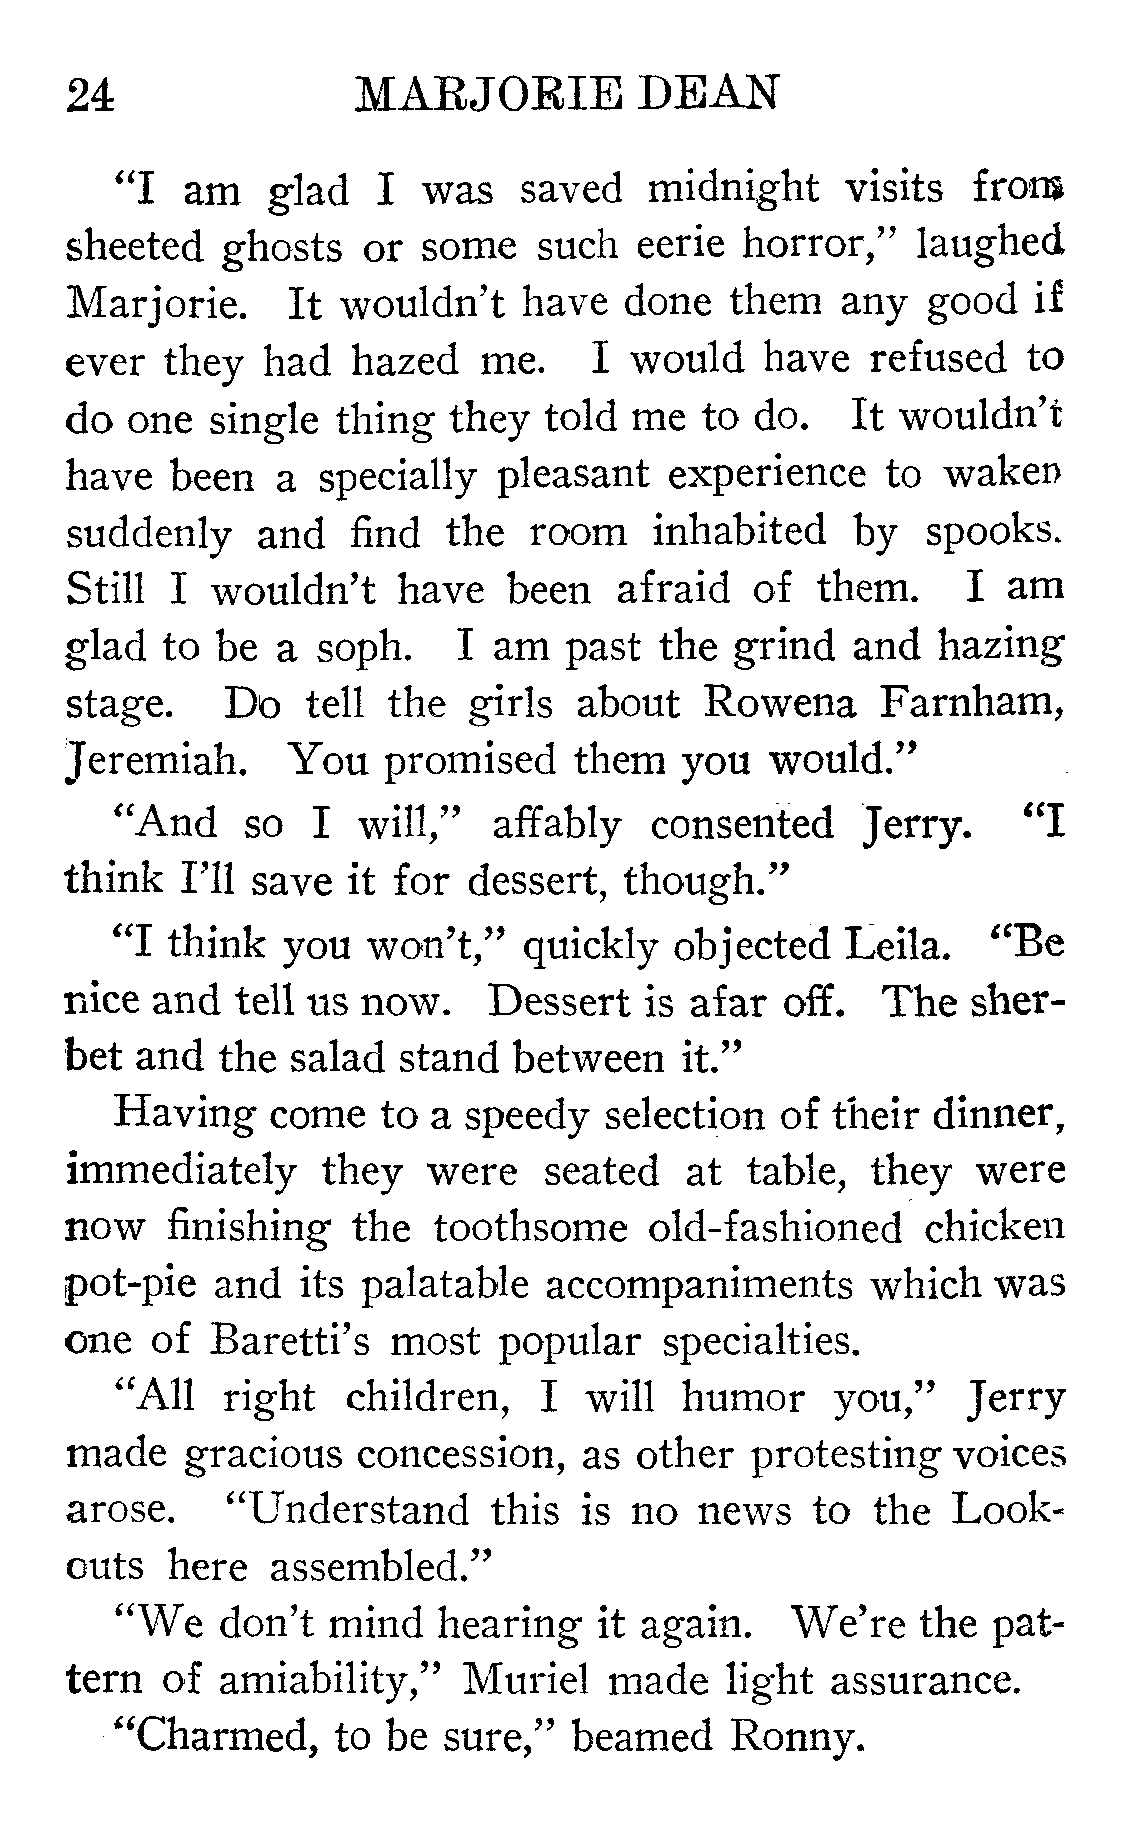 24 MARJORIE DEAN
“I am glad I was saved midnight visits from
sheeted ghosts or some such eerie horror,” laughed
Marjorie. It wouldn’t have done them any good if
ever they had hazed me. I would have refused to
do one single thing they told me to do. It wouldn’t
have been a specially pleasant experience to waken
suddenly and find the room inhabited by spooks.
Still I wouldn’t have been afraid of them. I am
glad to be a soph. I am past the grind and hazing
stage. Do tell the girls about Rowena Farnham,
Jeremiah. You promised them you would.”
“And so I will,” affably consented Jerry. “I
think I’ll save it for dessert, though.”
“I think you won’t,” quickly objected Leila. “Be
nice and tell us now. Dessert is afar off. The sher-
bet and the salad stand between it.”
Having come to a speedy selection of their dinner,
immediately they were seated at table, they were
now finishing the toothsome old-fashioned chicken
pot-pie and its palatable accompaniments which was
one of Baretti’s most popular specialties.
“All right children, I will humor you,” Jerry
made gracious concession, as other protesting voices
arose. “Understand this is no news to the Look-
outs here assembled.”
“We don’t mind hearing it again. We’re the pat-
tern of amiability,” Muriel made light assurance.
“Charmed, to be sure,” beamed Ronny.